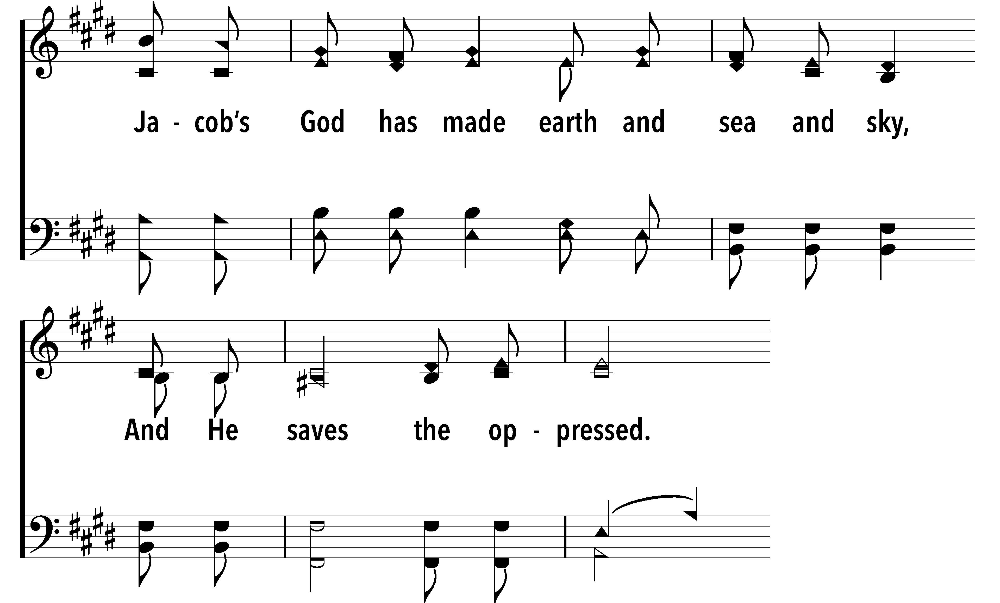 Ja - cob's God has made earth and sea and sky,
And He saves the op - pressed.